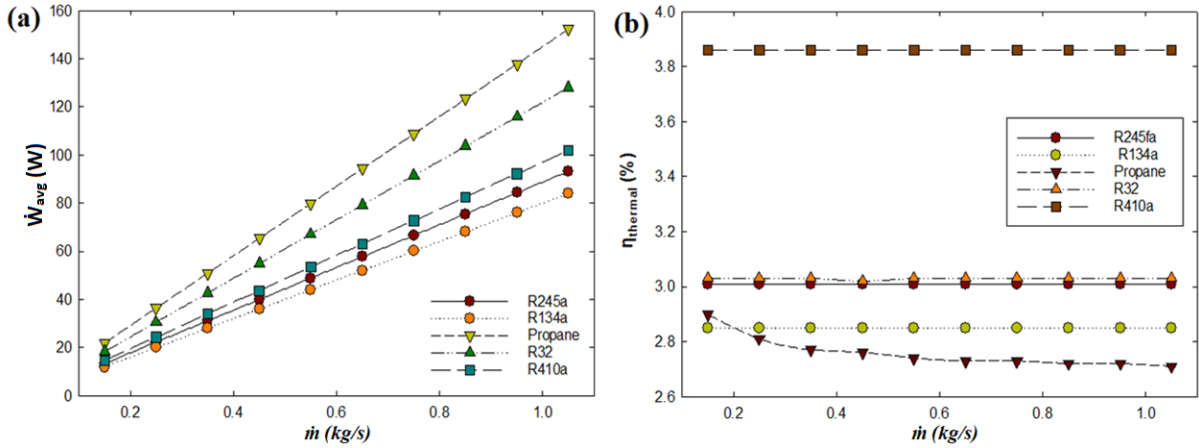 (a)
160
140
120
100
80
60
40
20
0
Ẇavg (W)
R245a
R134a
Propane
R32
R410a
0.2
0.4
0.6
0.8
1.0
ṁ (kg/s)
(b)
4.0
3.8
3.6
3.4
3.2
3.0
2.8
2.6
ηthermal (%)
R245fa
R134a
Propane
R32
R410a
0.2
0.4
0.6
0.8
1.0
ṁ (kg/s)